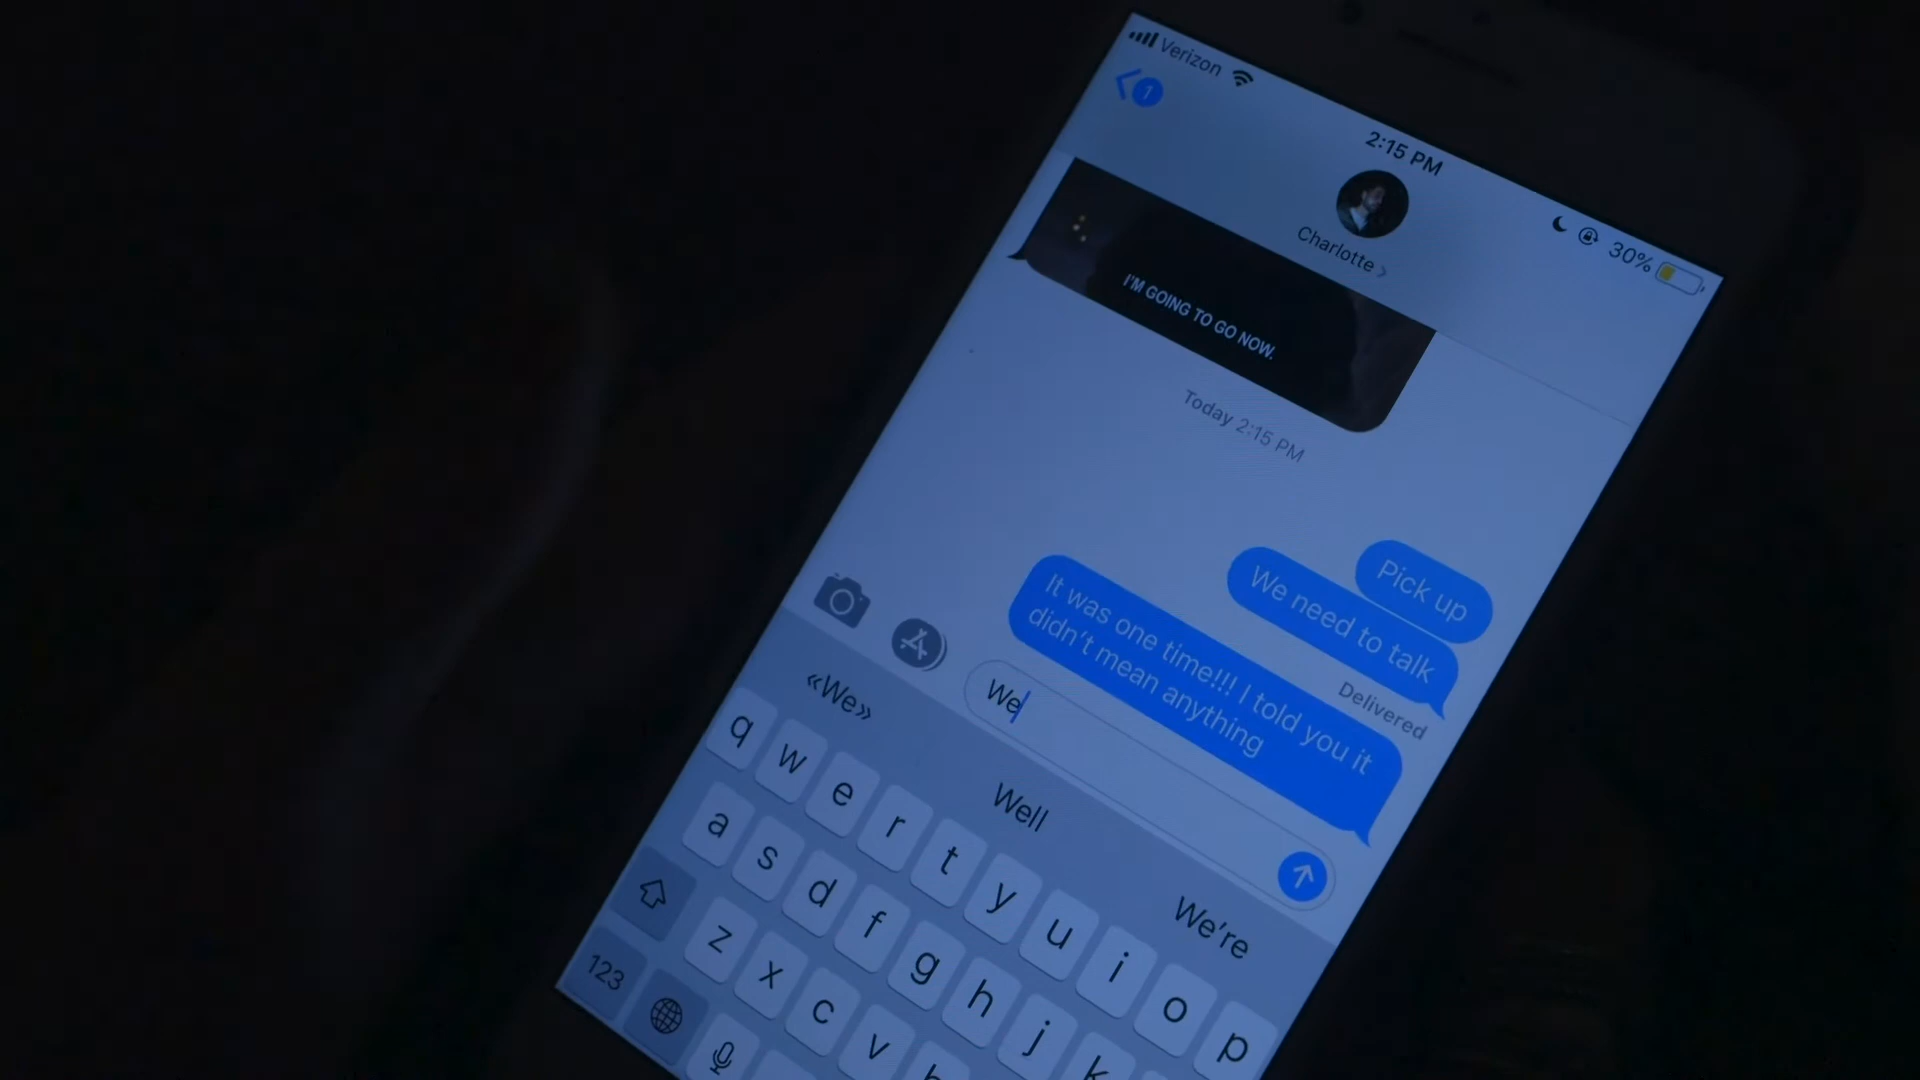 Verizon
1
2:15 PM
30%
Charlotte
I'M GOING TO GO NOW.
Today 2:15 PM
Pick up
We need to talk
Delivered
It was one time!!! I told you it
didn't mean anything
We
«We»
Well
We're
q w e r t y u i o p
a s d f g h j k
z x c v
123